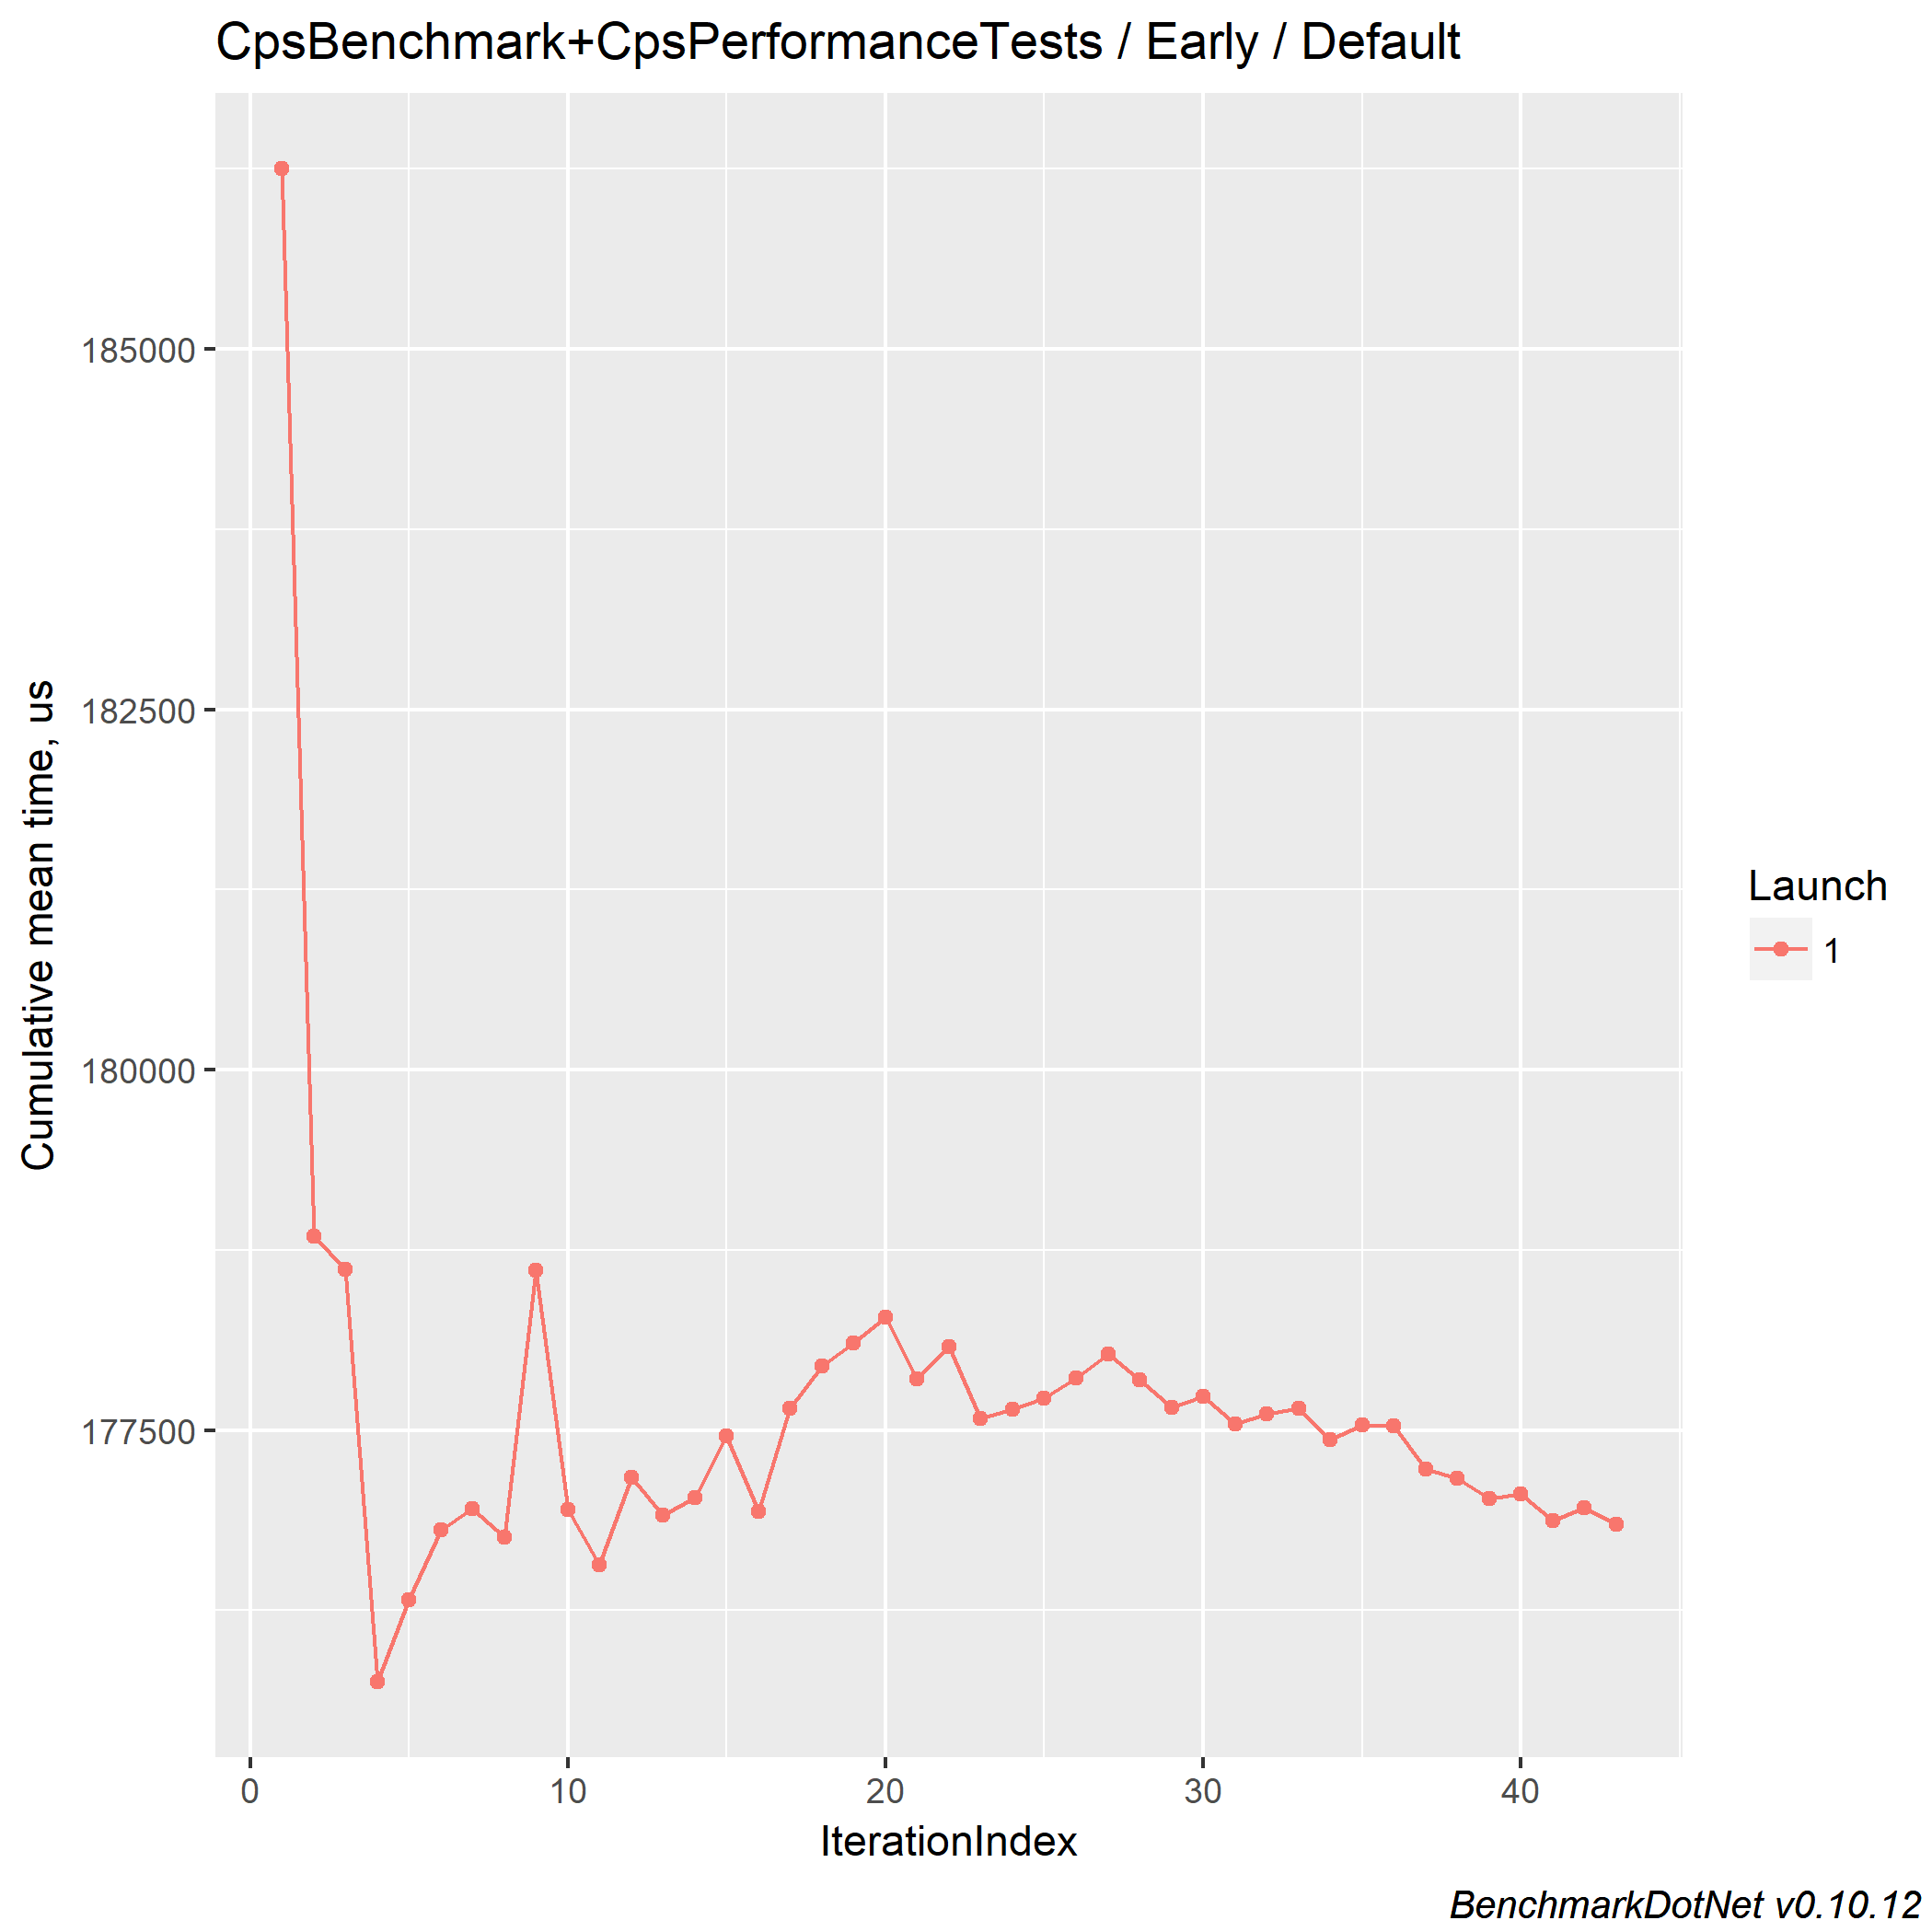 CpsBenchmark+CpsPerformanceTests / Early / Default
185000
182500
180000
177500
Cumulative mean time, us
0 10 20 30 40
IterationIndex
Launch
1
BenchmarkDotNet v0.10.12